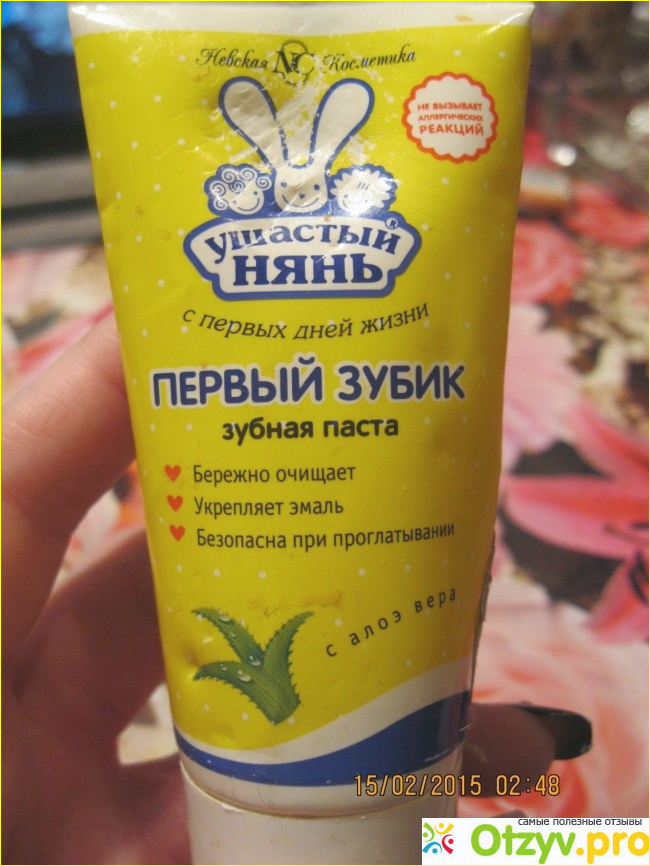 Невская NC Косметика
НЕ ВЫЗЫВАЕТ
АЛЛЕРГИЧЕСКИХ
РЕАКЦИЙ
УШАСТЫЙ®
НЯНЬ
с первых дней жизни
ПЕРВЫЙ ЗУБИК
зубная паста
Бережно очищает
Укрепляет эмаль
Безопасна при проглатывании
с алоэ вера
15/02/2015 02:48
самые полезные отзывы
Otzyv.pro